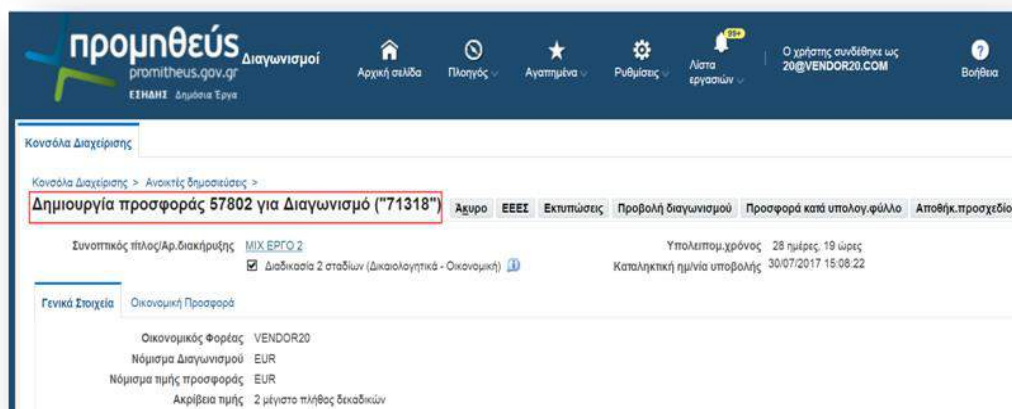 προμηθεύς Διαγωνισμοί
promitheus.gov.gr
ΕΣΗΔΗΣ Δημόσια Έργα
Αρχική σελίδα
Πλοηγός
Αγαπημένα
Ρυθμίσεις
99+
Λίστα
εργασιών
Ο χρήστης συνδέθηκε ως
20@VENDOR20.COM
?
Βοήθεια
Κονσόλα Διαχείρισης
Κονσόλα Διαχείρισης > Ανοικτές δημοσιεύσεις >
Δημιουργία προσφοράς 57802 για Διαγωνισμό ("71318") Άκυρο ΕΕΕΣ Εκτυπώσεις Προβολή διαγωνισμού Προσφορά κατά υπολογ.φύλλο Αποθήκ.προσχεδίο
Συνοπτικός τίτλος/Αρ.διακήρυξης ΜΙΧ ΕΡΓΟ 2 Υπολειπομ.χρόνος 28 ημέρες, 19 ώρες
Διαδικασία 2 σταδίων (Δικαιολογητικά - Οικονομική) Καταληκτική ημ/νία υποβολής 30/07/2017 15:08:22
Γενικά Στοιχεία Οικονομική Προσφορά
Οικονομικός Φορέας VENDOR20
Νόμισμα Διαγωνισμού EUR
Νόμισμα τιμής προσφοράς EUR
Ακρίβεια τιμής 2 μέγιστο πλήθος δεκαδικών